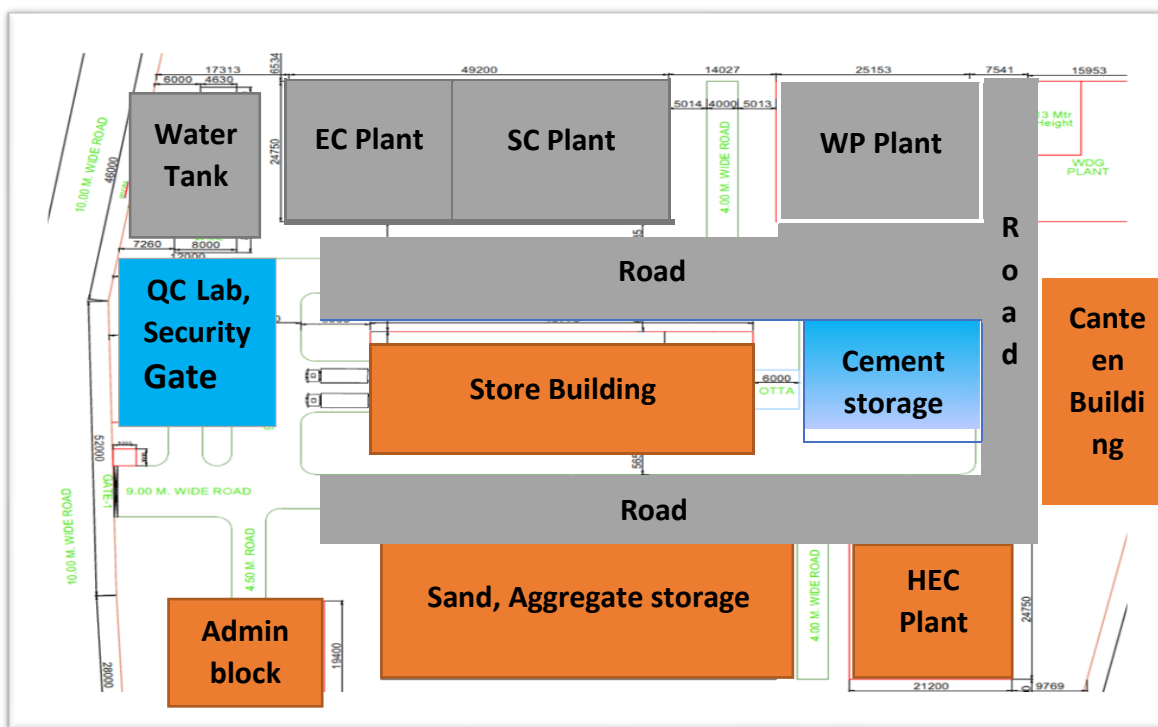 17313
49200
14027
25153
7541
15953
6534
6000
4630
5014
4000
5013
10.00 M. WIDE ROAD
46000
Water
Tank
24750
EC Plant
SC Plant
4.00 M. WIDE ROAD
WP Plant
13 Mtr
Height
WDG
PLANT
7260
8000
12000
Road
R
o
a
d
QC Lab,
Security
Gate
Store Building
6000
OTTA
Cement
storage
Cante
en
Buildi
ng
52000
GATE-1
9.00 M. WIDE ROAD
Road
10.00 M. WIDE ROAD
4.50 M. ROAD
Sand, Aggregate storage
4.00 M. WIDE ROAD
HEC
Plant
24750
Admin
block
19400
28000
21200
9769